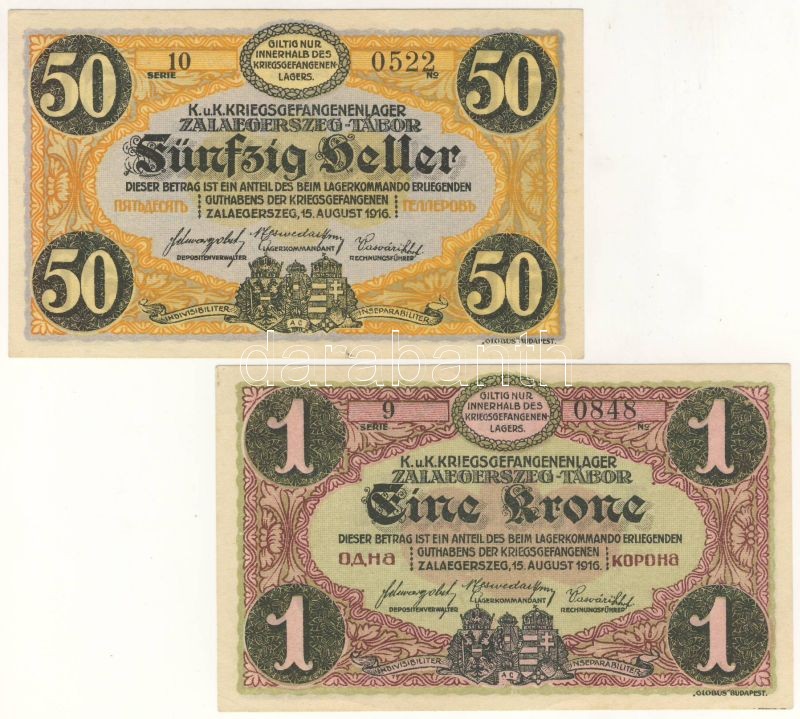 GILTIG NUR
INNERHALB DES
KRIEGSGEFANGENEN-
LAGERS.
50 10 0522 50
SERIE No
K. u. K. KRIEGSGEFANGENENLAGER
ZALAEGERSZEG-TÁBOR
Fünfzig Heller
DIESER BETRAG IST EIN ANTEIL DES BEIM LAGERKOMMANDO ERLIEGENDEN
GUTHABENS DER KRIEGSGEFANGENEN
ПЯТЬДЕСЯТЬ ГЕЛЛЕРОВЪ
ZALAEGERSZEG, 15. AUGUST 1916.
DEPOSITENVERWALTER LAGERKOMMANDANT RECHNUNGSFÜHRER
50 50
INDIVISIBILITER AC INSEPARABILITER
„GLOBUS" BUDAPEST.
darabanth
GILTIG NUR
INNERHALB DES
KRIEGSGEFANGENEN-
LAGERS.
1 9 0848 1
SERIE No
K. u. K. KRIEGSGEFANGENENLAGER
ZALAEGERSZEG-TÁBOR
Eine Krone
DIESER BETRAG IST EIN ANTEIL DES BEIM LAGERKOMMANDO ERLIEGENDEN
GUTHABENS DER KRIEGSGEFANGENEN
ОДНА КОРОНА
ZALAEGERSZEG, 15. AUGUST 1916.
DEPOSITENVERWALTER LAGERKOMMANDANT RECHNUNGSFÜHRER
1 1
INDIVISIBILITER AC INSEPARABILITER
„GLOBUS" BUDAPEST.